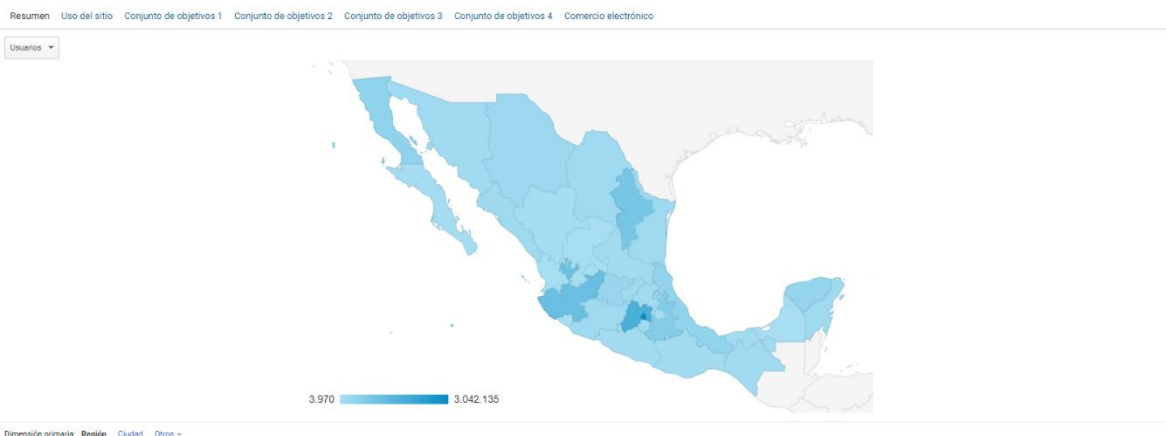 Resumen Uso del sitio Conjunto de objetivos 1 Conjunto de objetivos 2 Conjunto de objetivos 3 Conjunto de objetivos 4 Comercio electrónico
Usuarios
3.970 3.042.135
Dimensión primaria: Región Ciudad Otros